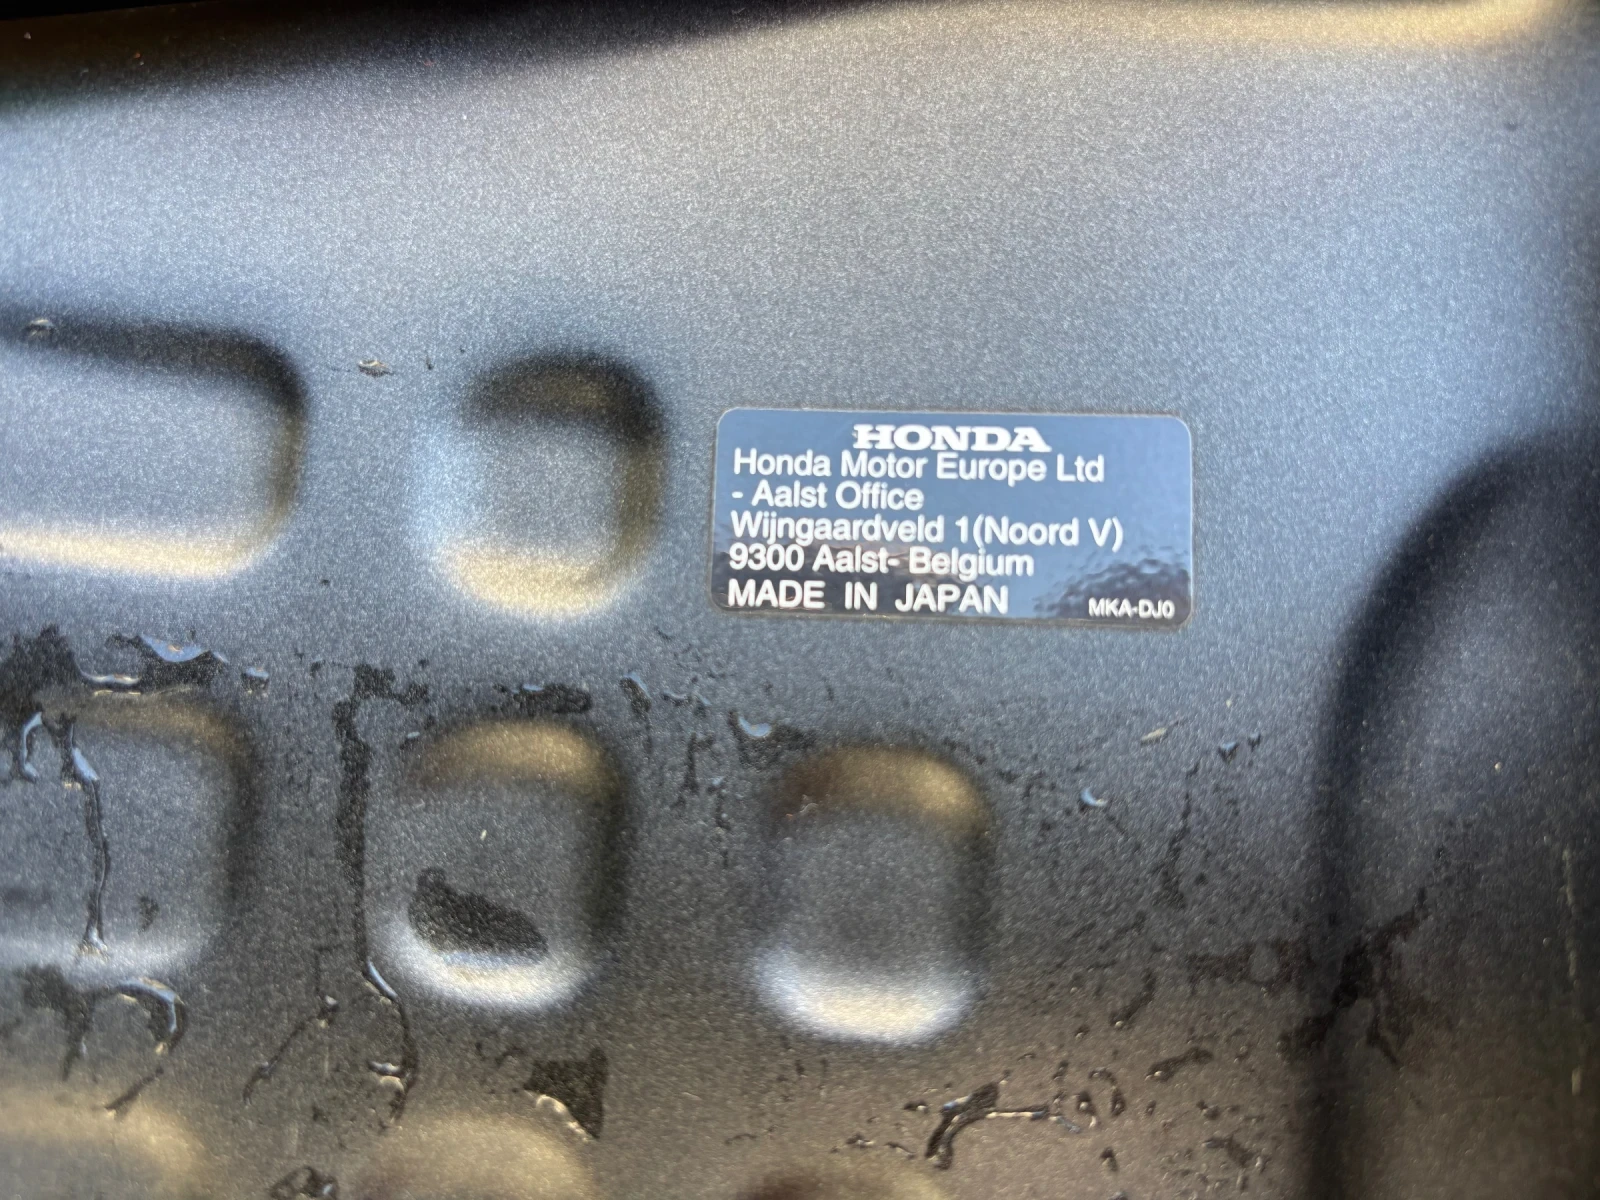 HONDA
Honda Motor Europe Ltd
- Aalst Office
Wijngaardveld 1(Noord V)
9300 Aalst- Belgium
MADE IN JAPAN MKA-DJ0